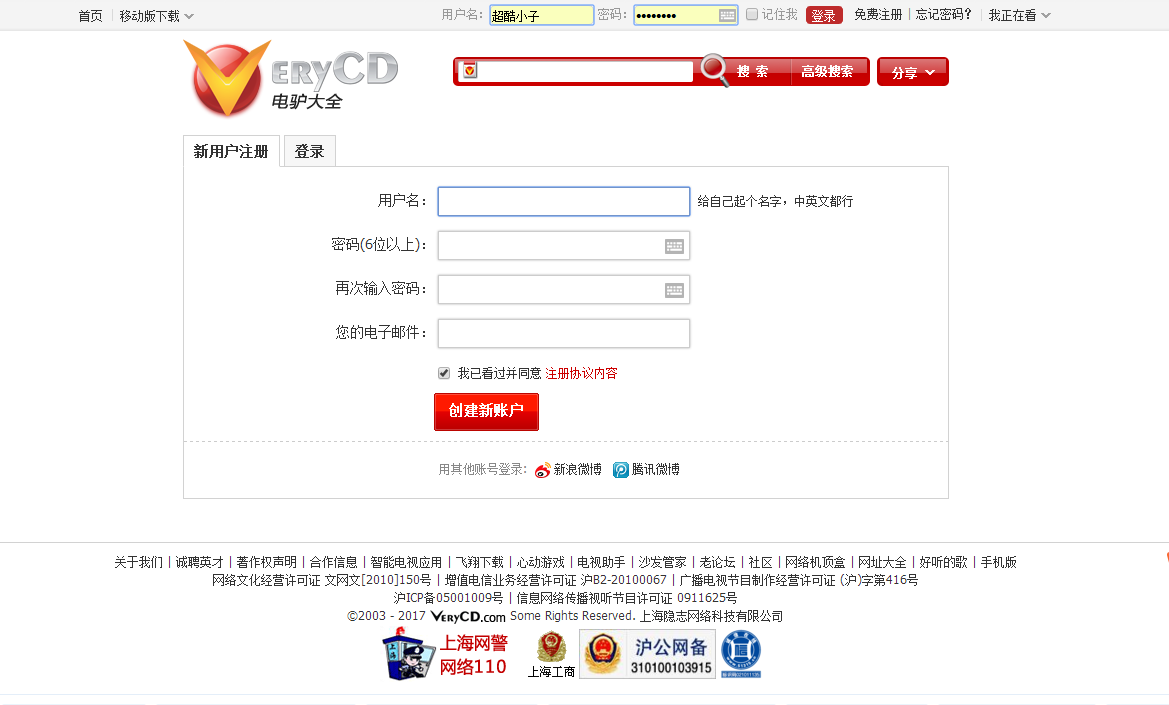 首页 移动版下载 用户名: 超酷小子 密码: •••••••• 记住我 登录 免费注册 | 忘记密码? 我正在看
VeryCD
电驴大全
搜 索 高级搜索 分享
新用户注册 登录
用户名: 给自己起个名字，中英文都行
密码(6位以上):
再次输入密码:
您的电子邮件:
我已看过并同意 注册协议内容
创建新账户
用其他账号登录: 新浪微博 腾讯微博
关于我们 | 诚聘英才 | 著作权声明 | 合作信息 | 智能电视应用 | 飞翔下载 | 心动游戏 | 电视助手 | 沙发管家 | 老论坛 | 社区 | 网络机顶盒 | 网址大全 | 好听的歌 | 手机版
网络文化经营许可证 文网文[2010]150号 | 增值电信业务经营许可证 沪B2-20100067 | 广播电视节目制作经营许可证 (沪)字第416号
沪ICP备05001009号 | 信息网络传播视听节目许可证 0911625号
©2003 - 2017 VeryCD.com Some Rights Reserved. 上海隐志网络科技有限公司
上海网警
网络110
上海工商
沪公网备
310100103915